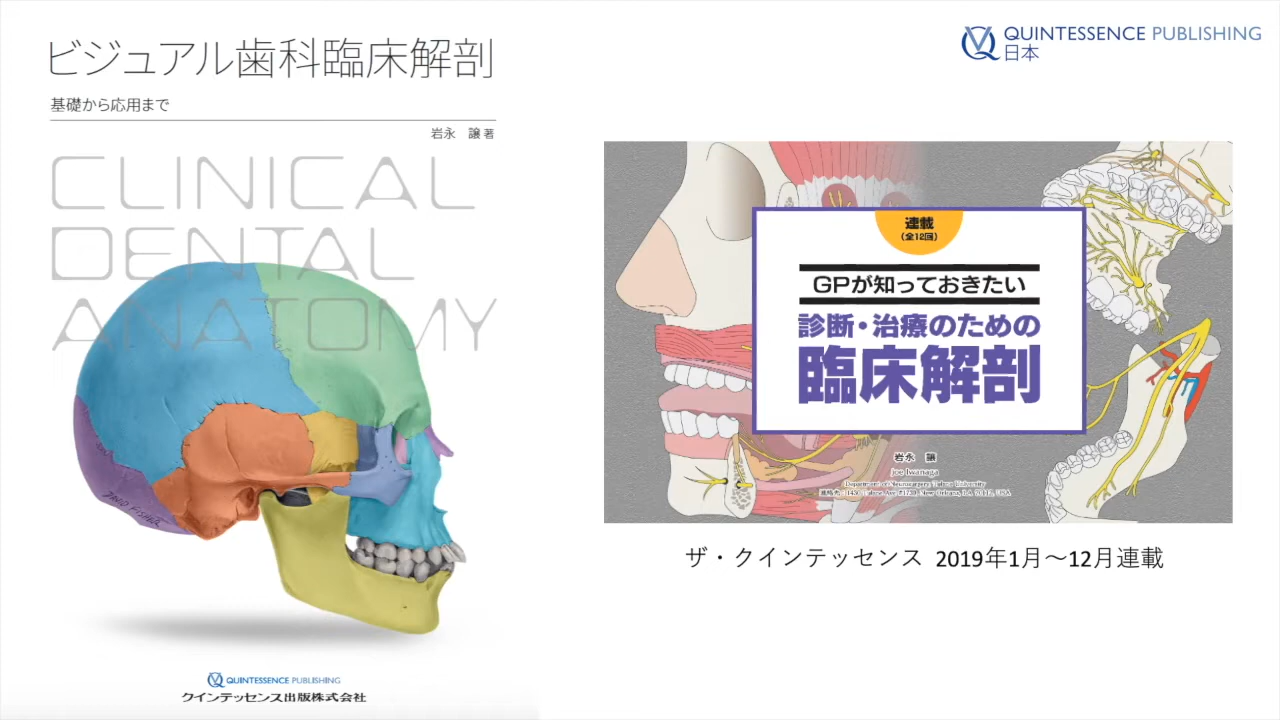 ビジュアル歯科臨床解剖
基礎から応用まで
岩永　譲 著
CLINICAL
DENTAL
ANATOMY
DAVID FISHER
QUINTESSENCE PUBLISHING
クインテッセンス出版株式会社
QUINTESSENCE PUBLISHING
日本
連載
(全12回)
GPが知っておきたい
診断・治療のための
臨床解剖
岩永　譲
Joe Iwanaga
ザ・クインテッセンス 2019年1月～12月連載